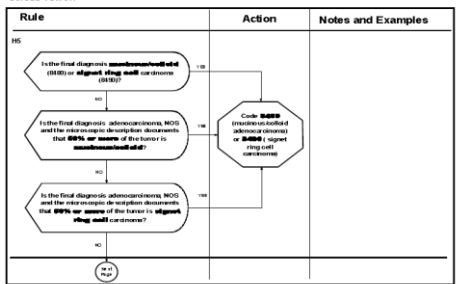 Rule
Action
Notes and Examples
H5
Is the final diagnosis mucinous/colloid
(8480) or signet ring cell carcinoma
(8490)?
YES
NO
Is the final diagnosis adenocarcinoma, NOS
and the microscopic description documents
that 50% or more of the tumor is
mucinous/colloid?
YES
Code 8480
(mucinous/colloid
adenocarcinoma)
or 8490 ( signet
ring cell
carcinoma)
NO
Is the final diagnosis adenocarcinoma, NOS
and the microscopic description documents
that 50% or more of the tumor is signet
ring cell carcinoma?
YES
NO
Next
Page